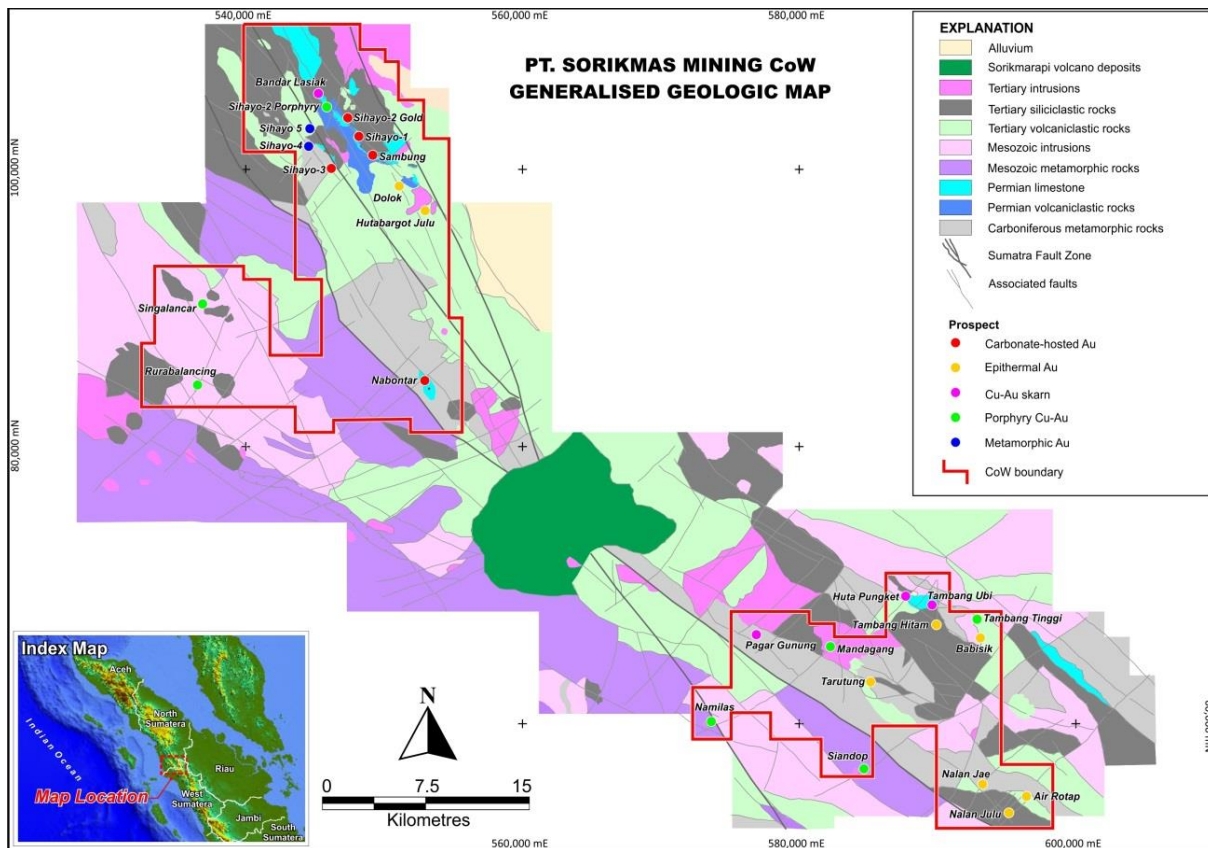 540,000 mE
560,000 mE
580,000 mE
PT. SORIKMAS MINING CoW
GENERALISED GEOLOGIC MAP
EXPLANATION
Alluvium
Sorikmarapi volcano deposits
Tertiary intrusions
Tertiary siliciclastic rocks
Tertiary volcaniclastic rocks
Mesozoic intrusions
Mesozoic metamorphic rocks
Permian limestone
Permian volcaniclastic rocks
Carboniferous metamorphic rocks
Sumatra Fault Zone
Associated faults
Prospect
Carbonate-hosted Au
Epithermal Au
Cu-Au skarn
Porphyry Cu-Au
Metamorphic Au
CoW boundary
Bandar Lasiak
Sihayo-2 Porphyry
Sihayo-2 Gold
Sihayo 5
Sihayo-1
Sihayo-4
Sambung
Sihayo-3
Dolok
Hutabargot Julu
100,000 mN
Singalancar
Rurabalancing
Nabontar
80,000 mN
Huta Pungket
Tambang Ubi
Tambang Hitam
Tambang Tinggi
Pagar Gunung
Mandagang
Babisik
Tarutung
Namilas
Siandop
Nalan Jae
Air Rotap
Nalan Julu
Index Map
Aceh
North
Sumatera
Indian Ocean
Riau
Map Location
West
Sumatera
Jambi
South
Sumatera
N
0
7.5
15
Kilometres
560,000 mE
580,000 mE
600,000 mE